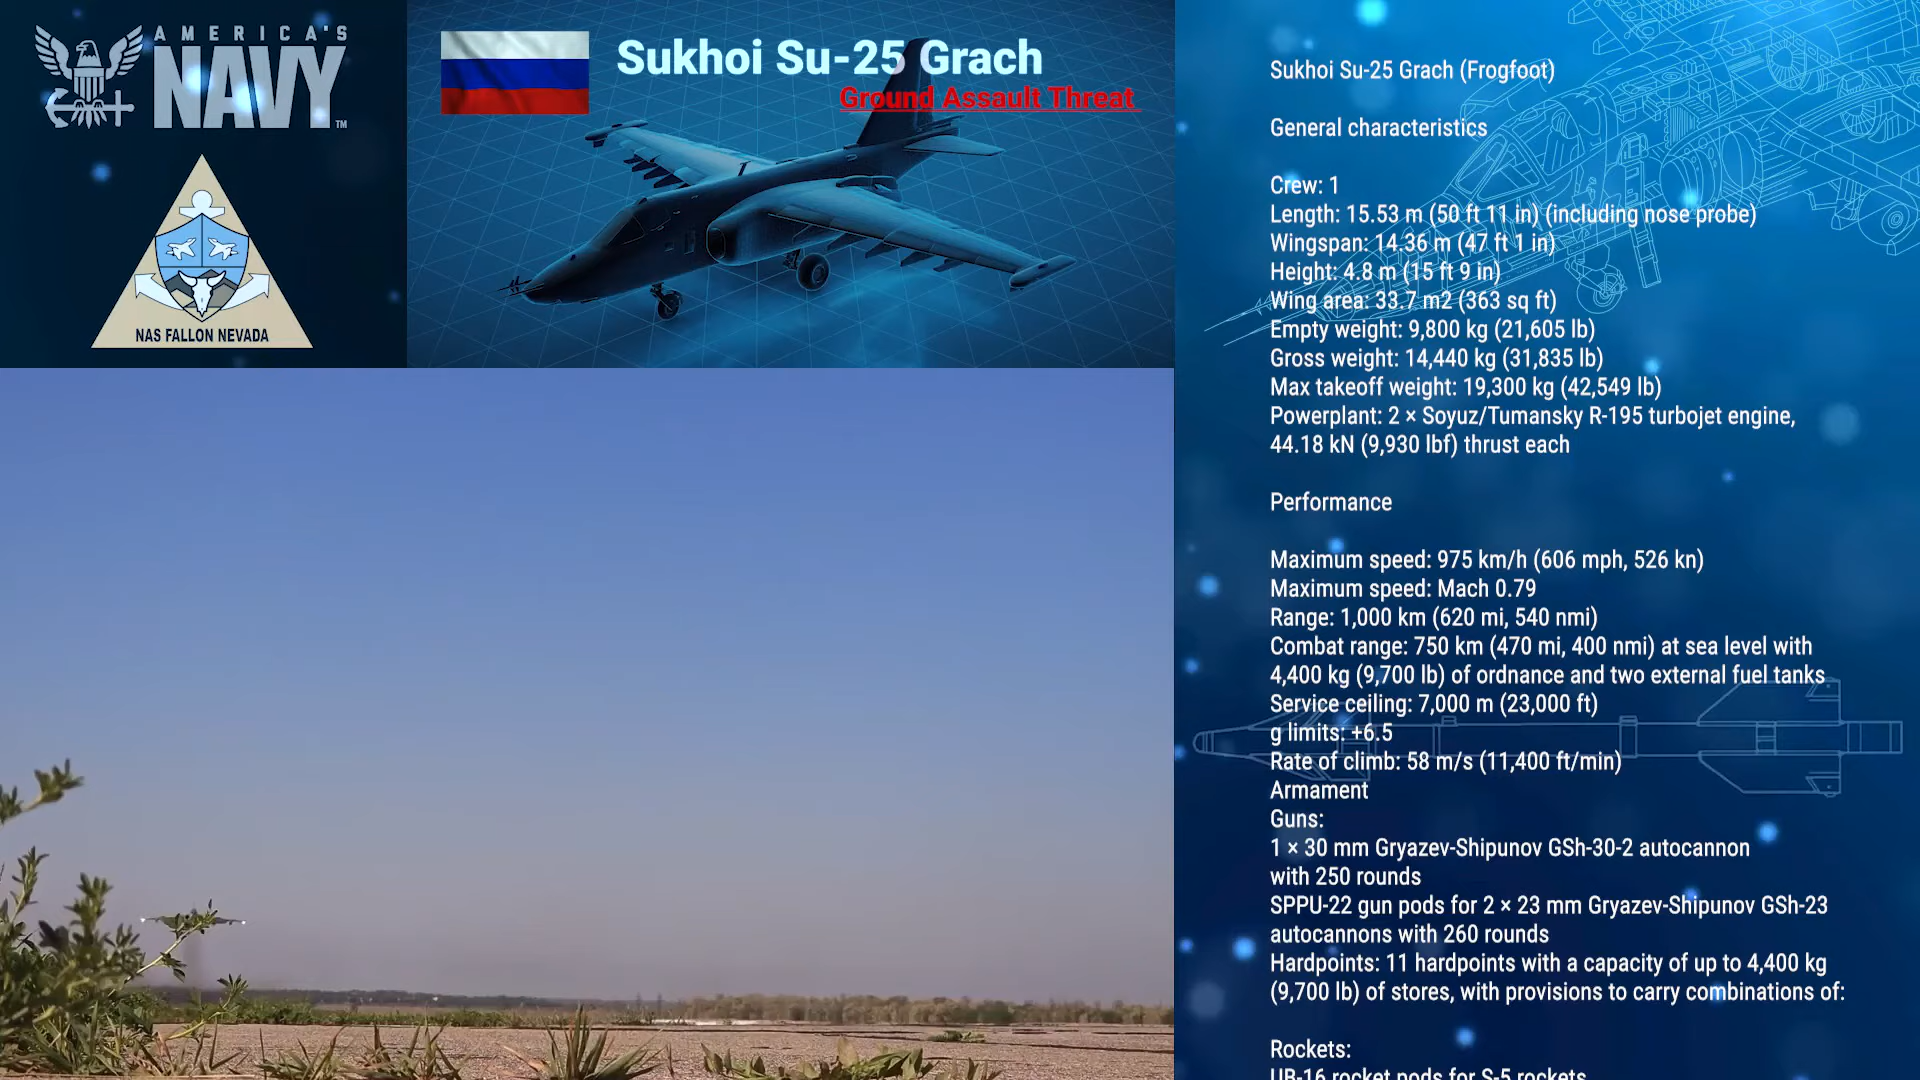 AMERICA'S
NAVY
TM
NAS FALLON NEVADA
Sukhoi Su-25 Grach
Ground Assault Threat
Sukhoi Su-25 Grach (Frogfoot)
General characteristics
Crew: 1
Length: 15.53 m (50 ft 11 in) (including nose probe)
Wingspan: 14.36 m (47 ft 1 in)
Height: 4.8 m (15 ft 9 in)
Wing area: 33.7 m2 (363 sq ft)
Empty weight: 9,800 kg (21,605 lb)
Gross weight: 14,440 kg (31,835 lb)
Max takeoff weight: 19,300 kg (42,549 lb)
Powerplant: 2 × Soyuz/Tumansky R-195 turbojet engine,
44.18 kN (9,930 lbf) thrust each
Performance
Maximum speed: 975 km/h (606 mph, 526 kn)
Maximum speed: Mach 0.79
Range: 1,000 km (620 mi, 540 nmi)
Combat range: 750 km (470 mi, 400 nmi) at sea level with
4,400 kg (9,700 lb) of ordnance and two external fuel tanks
Service ceiling: 7,000 m (23,000 ft)
g limits: +6.5
Rate of climb: 58 m/s (11,400 ft/min)
Armament
Guns:
1 × 30 mm Gryazev-Shipunov GSh-30-2 autocannon
with 250 rounds
SPPU-22 gun pods for 2 × 23 mm Gryazev-Shipunov GSh-23
autocannons with 260 rounds
Hardpoints: 11 hardpoints with a capacity of up to 4,400 kg
(9,700 lb) of stores, with provisions to carry combinations of:
Rockets:
UB-16 rocket pods for S-5 rockets